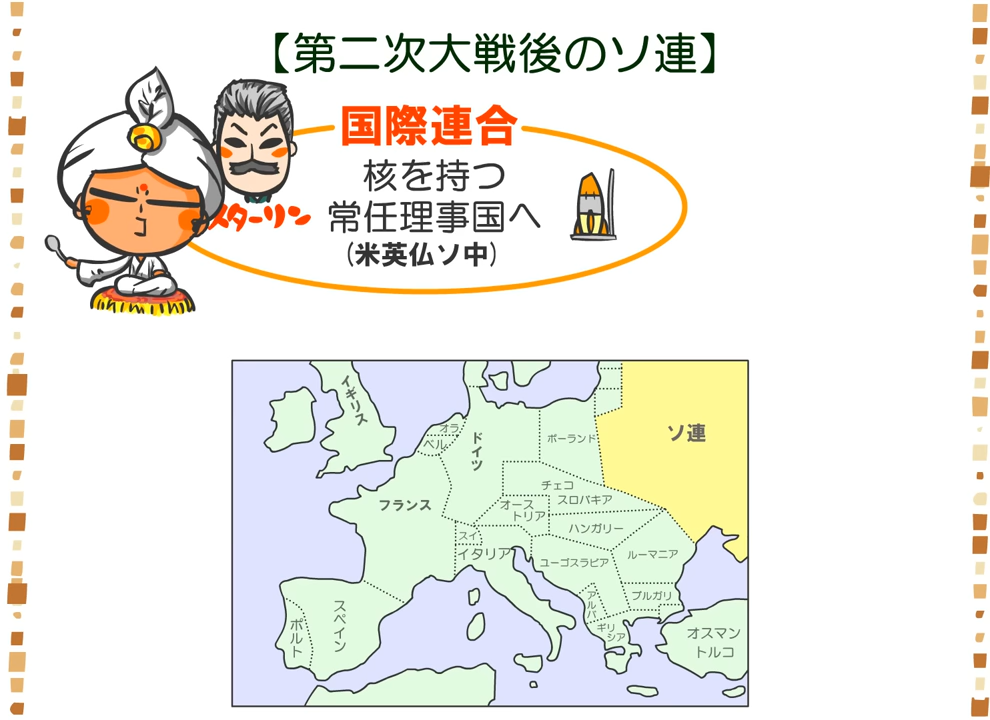 【第二次大戦後のソ連】
国際連合
核を持つ
常任理事国へ
(米英仏ソ中)
スターリン
イギリス
オラ
ベル
ドイツ
ポーランド
ソ連
チェコ
スロバキア
フランス
オース
トリア
ハンガリー
スイ
イタリア
ユーゴスラビア
ルーマニア
アルバ
ブルガリ
ギリ
シア
スペイン
ポルト
オスマン
トルコ